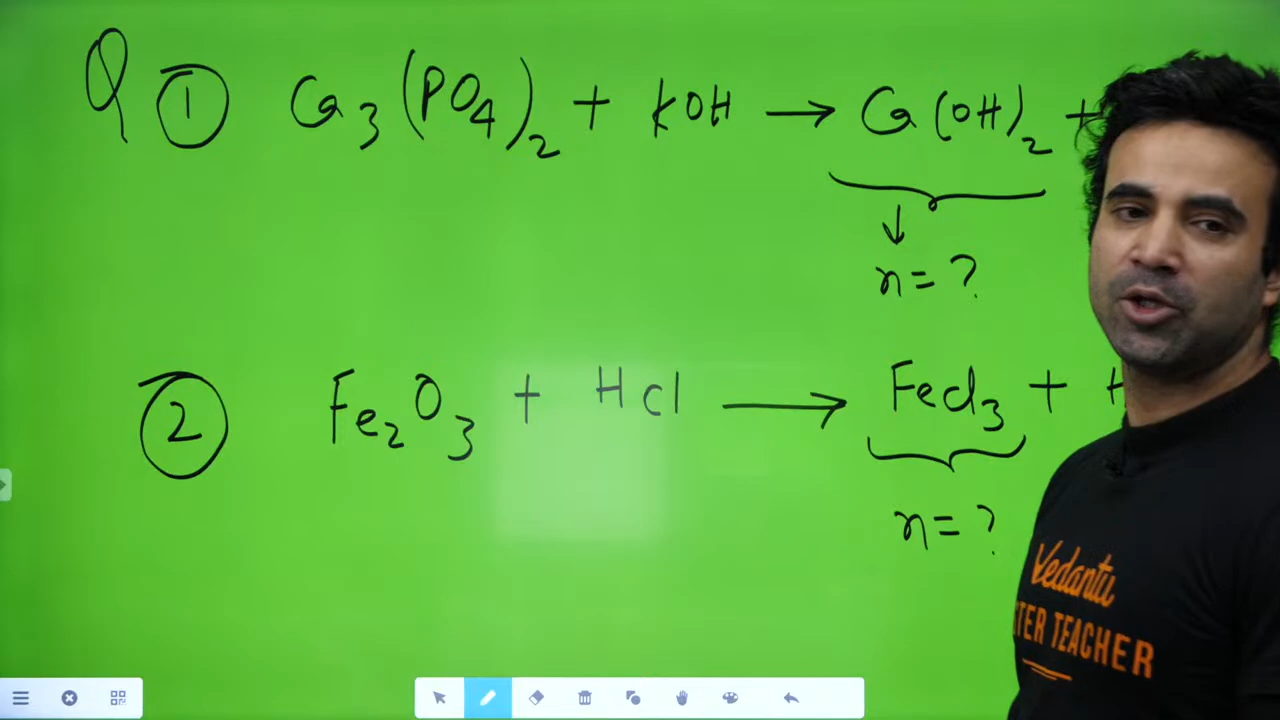 Q ① Ca₃(PO₄)₂ + KOH → Ca(OH)₂ +
↓
n = ?
② Fe₂O₃ + HCl → FeCl₃ + H
n = ?
Vedantu
TER TEACHER